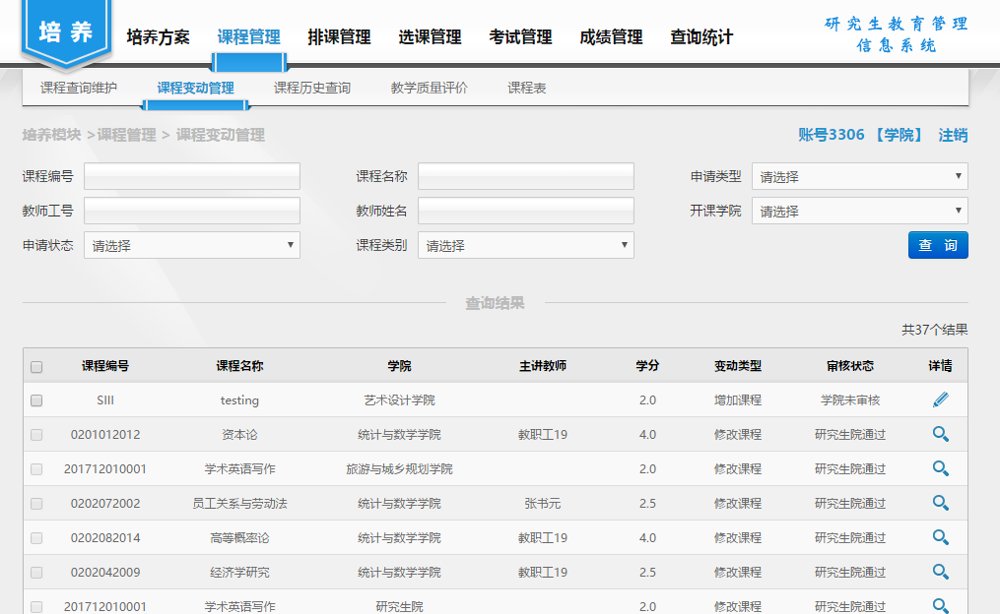 培养
培养方案 课程管理 排课管理 选课管理 考试管理 成绩管理 查询统计
研究生教育管理
信息系统
课程查询维护 课程变动管理 课程历史查询 教学质量评价 课程表
培养模块 >课程管理 > 课程变动管理
账号3306 【学院】 注销
课程编号 课程名称 申请类型 请选择
教师工号 教师姓名 开课学院 请选择
申请状态 请选择 课程类别 请选择 查 询
查询结果
共37个结果
课程编号 课程名称 学院 主讲教师 学分 变动类型 审核状态 详情
SIII testing 艺术设计学院 2.0 增加课程 学院未审核
0201012012 资本论 统计与数学学院 教职工19 4.0 修改课程 研究生院通过
201712010001 学术英语写作 旅游与城乡规划学院 2.0 修改课程 研究生院通过
0202072002 员工关系与劳动法 统计与数学学院 张书元 2.5 修改课程 研究生院通过
0202082014 高等概率论 统计与数学学院 教职工19 4.0 修改课程 研究生院通过
0202042009 经济学研究 统计与数学学院 教职工19 2.5 修改课程 研究生院通过
201712010001 学术英语写作 研究生院 2.0 修改课程 研究生院通过